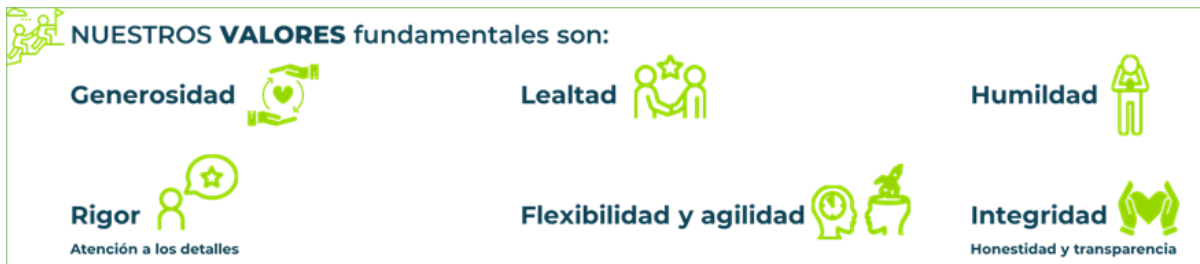 NUESTROS VALORES fundamentales son:
Generosidad
Lealtad
Humildad
Rigor
Atención a los detalles
Flexibilidad y agilidad
Integridad
Honestidad y transparencia